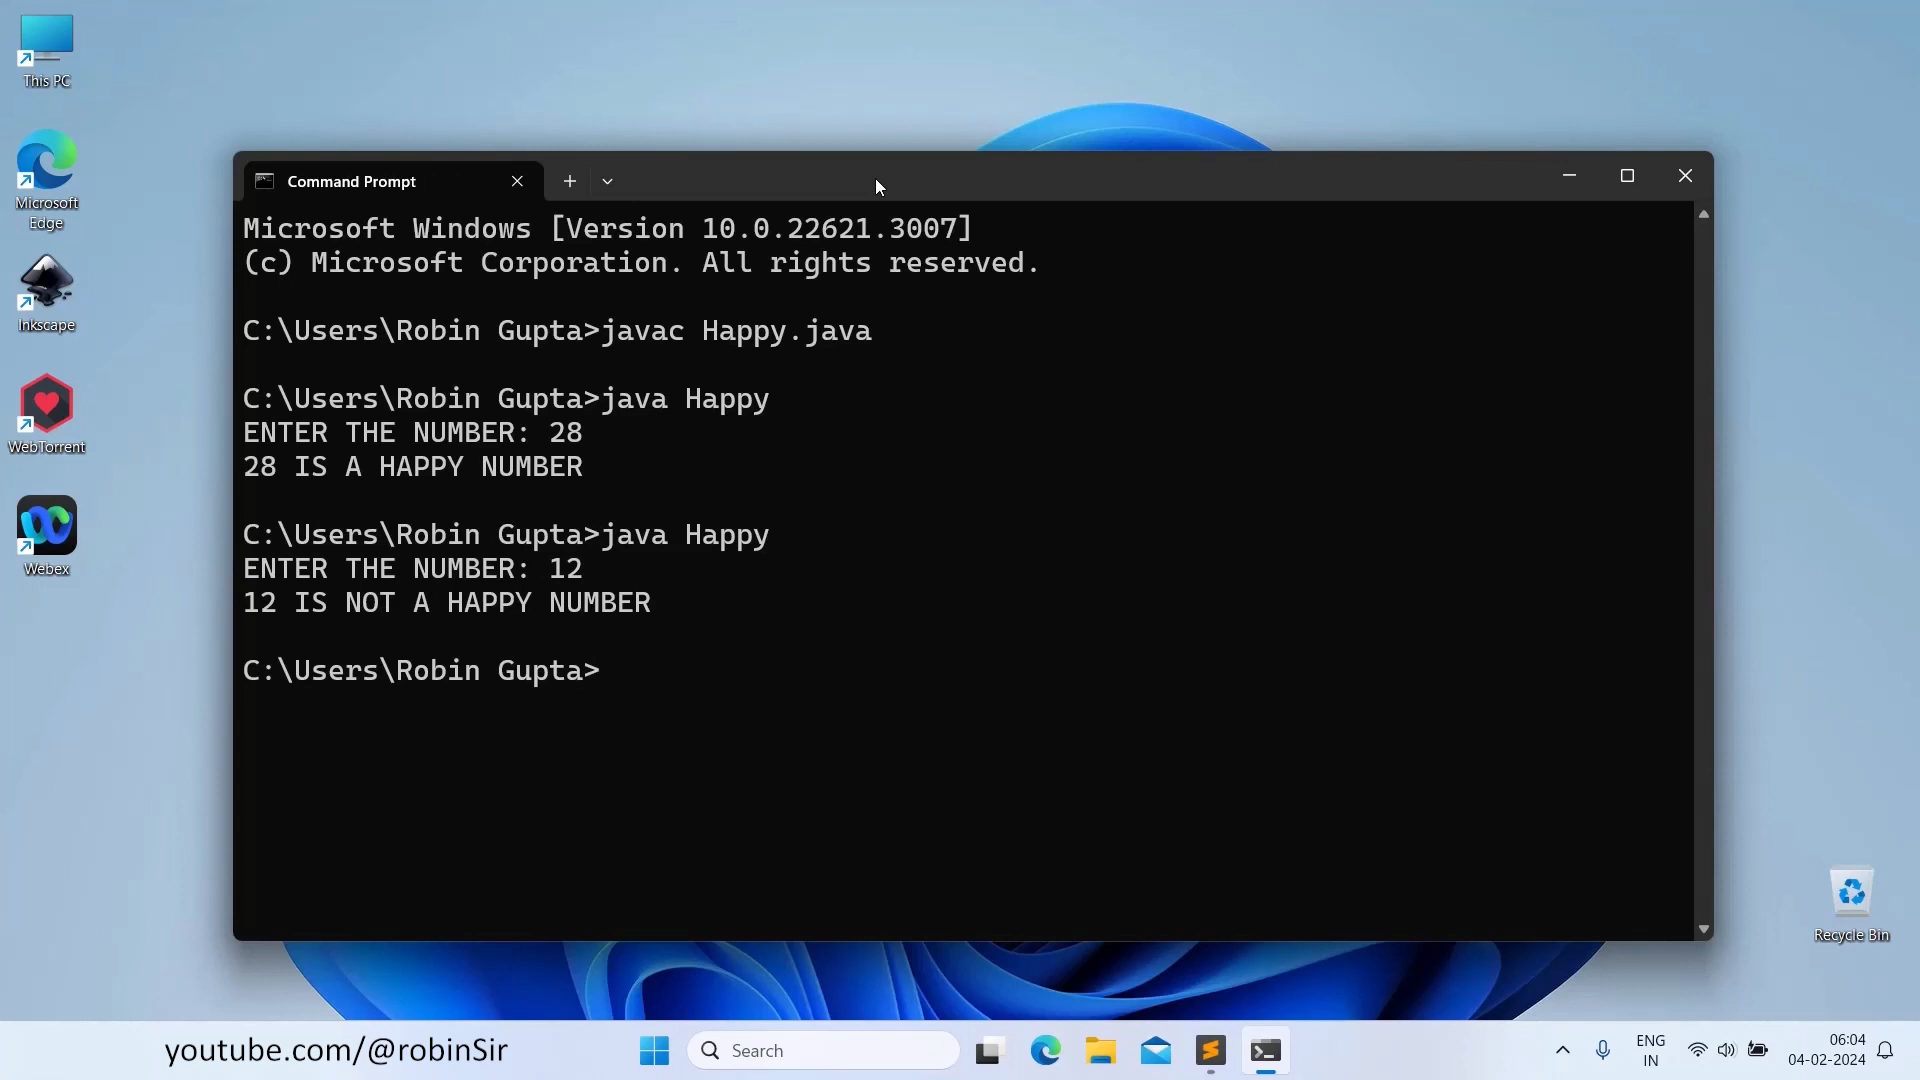 This PC
Microsoft
Edge
Inkscape
WebTorrent
Webex
Command Prompt
Microsoft Windows [Version 10.0.22621.3007]
(c) Microsoft Corporation. All rights reserved.
C:\Users\Robin Gupta>javac Happy.java
C:\Users\Robin Gupta>java Happy
ENTER THE NUMBER: 28
28 IS A HAPPY NUMBER
C:\Users\Robin Gupta>java Happy
ENTER THE NUMBER: 12
12 IS NOT A HAPPY NUMBER
C:\Users\Robin Gupta>
Recycle Bin
youtube.com/@robinSir
Search
ENG
IN
06:04
04-02-2024